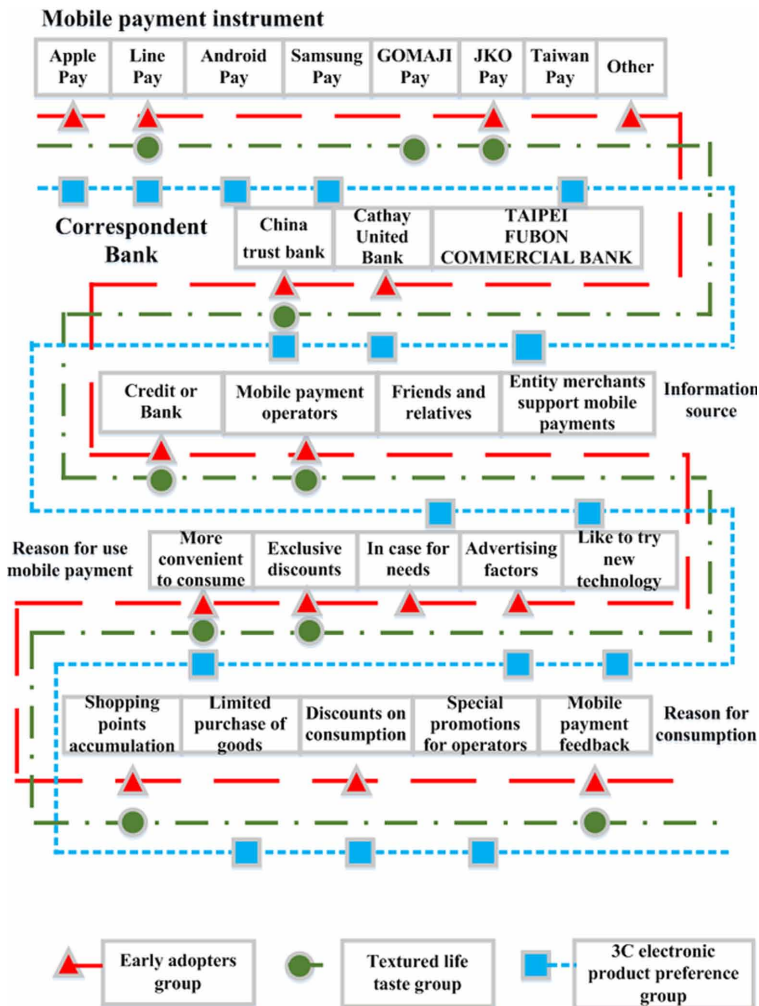 Mobile payment instrument
Apple Pay
Line Pay
Android Pay
Samsung Pay
GOMAJI Pay
JKO Pay
Taiwan Pay
Other
Correspondent
Bank
China
trust bank
Cathay
United
Bank
TAIPEI
FUBON
COMMERCIAL BANK
Credit or
Bank
Mobile payment
operators
Friends and
relatives
Entity merchants
support mobile
payments
Information
source
Reason for use
mobile payment
More
convenient
to consume
Exclusive
discounts
In case for
needs
Advertising
factors
Like to try
new
technology
Shopping
points
accumulation
Limited
purchase of
goods
Discounts on
consumption
Special
promotions
for operators
Mobile
payment
feedback
Reason for
consumption
Early adopters
group
Textured life
taste group
3C electronic
product preference
group